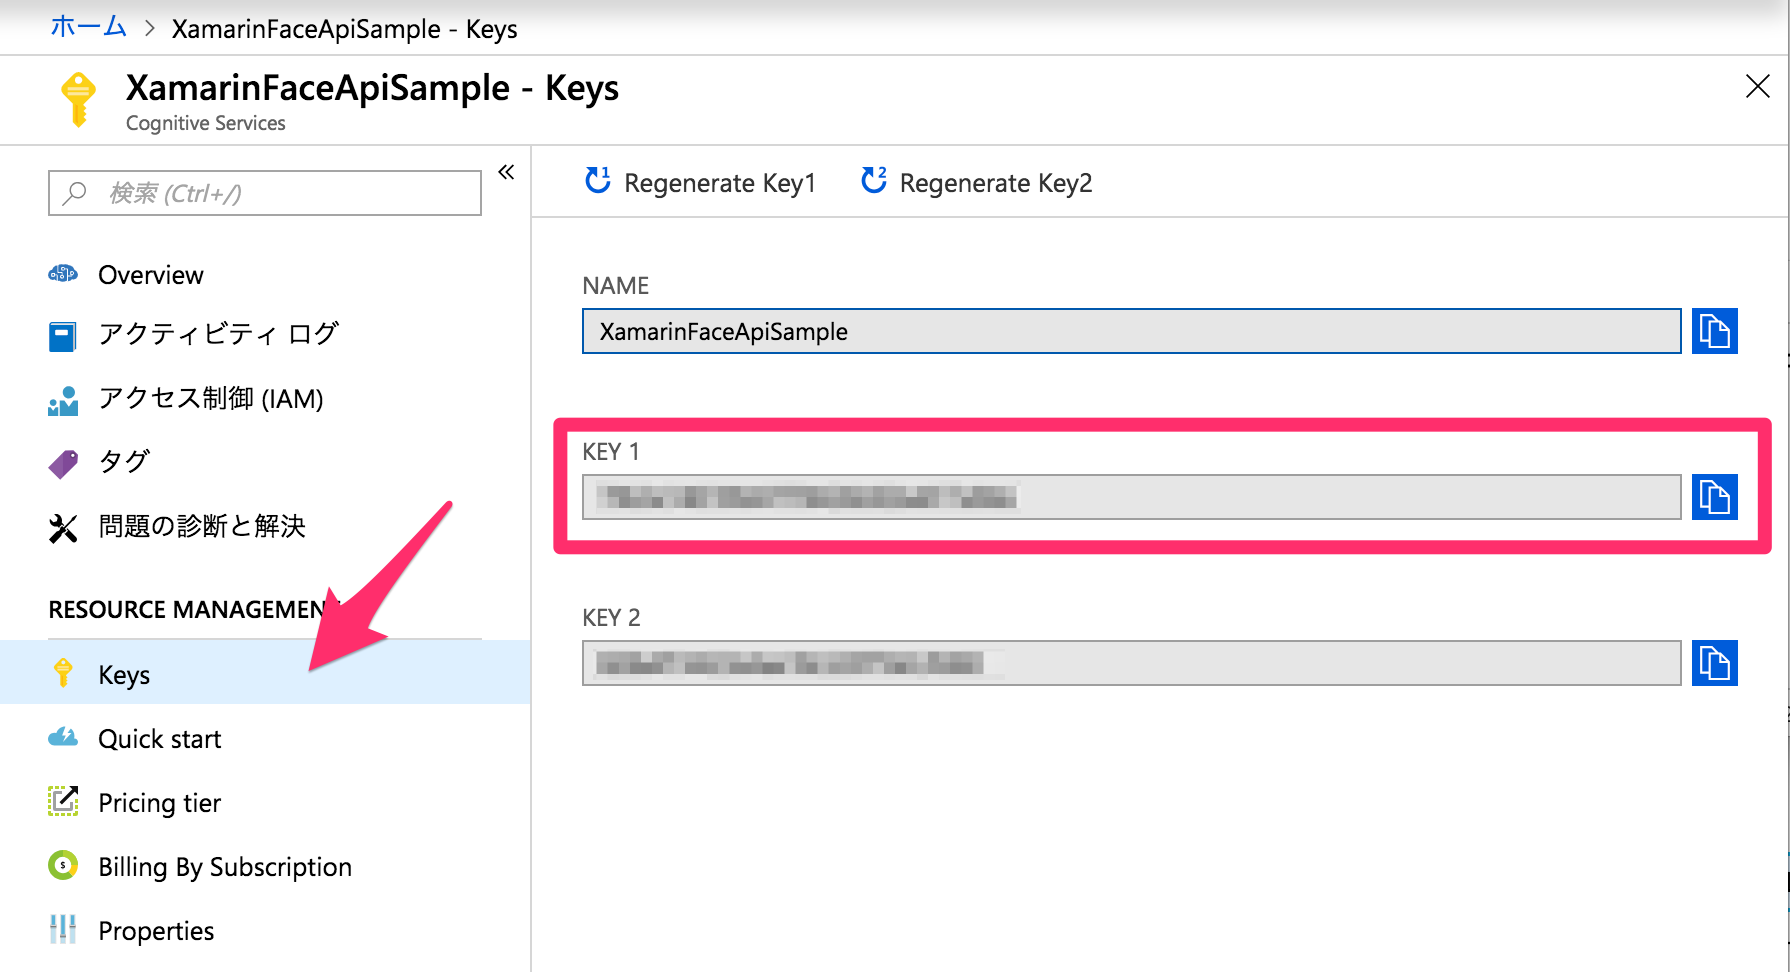 ホーム > XamarinFaceApiSample - Keys
XamarinFaceApiSample - Keys
Cognitive Services
検索 (Ctrl+/)
«
Overview
アクティビティ ログ
アクセス制御 (IAM)
タグ
問題の診断と解決
RESOURCE MANAGEMEN
Keys
Quick start
Pricing tier
Billing By Subscription
Properties
1 Regenerate Key1
2 Regenerate Key2
NAME
XamarinFaceApiSample
KEY 1
KEY 2